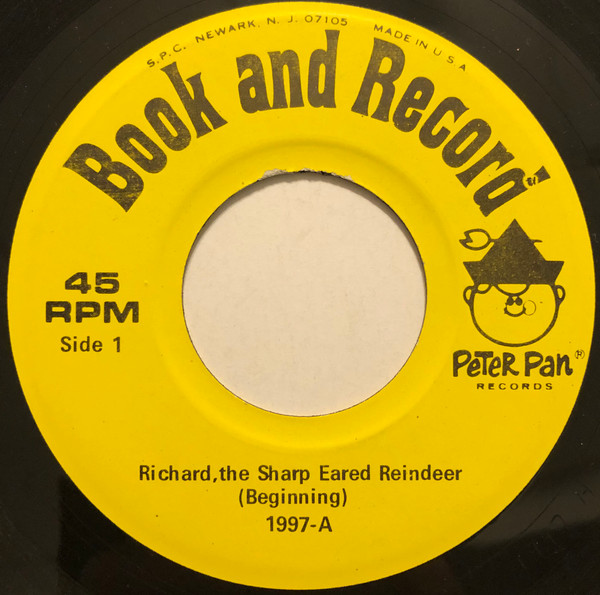 S.P.C. NEWARK, N. J. 07105 MADE IN U S A
Book and Record
45
RPM
Side 1
PETER PAN ®
RECORDS
Richard,the Sharp Eared Reindeer
(Beginning)
1997-A